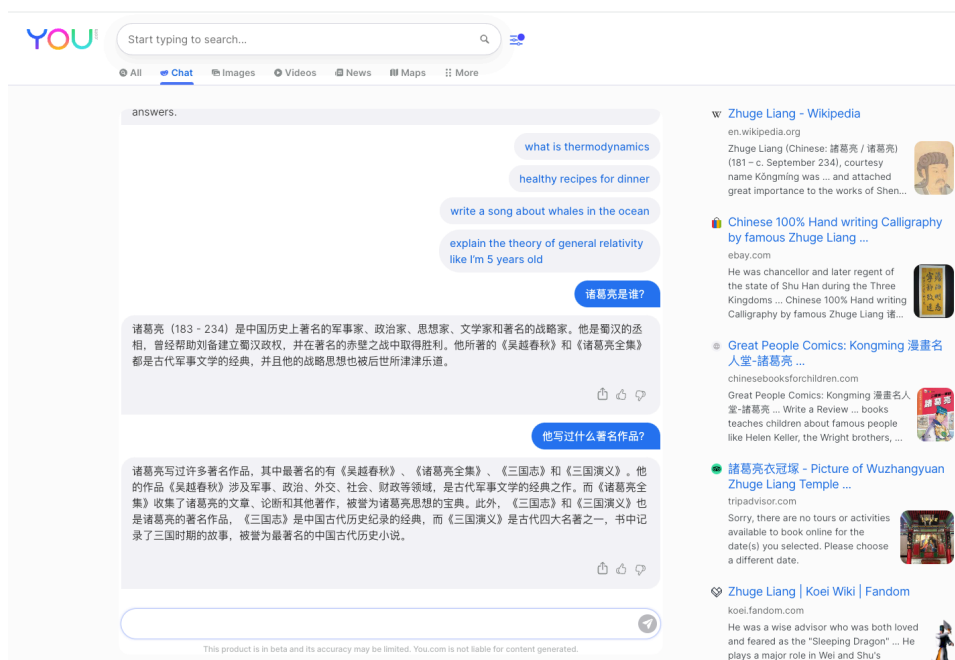 YOU
Start typing to search...
All Chat Images Videos News Maps More
answers.
what is thermodynamics
healthy recipes for dinner
write a song about whales in the ocean
explain the theory of general relativity
like I'm 5 years old
诸葛亮是谁?
诸葛亮（183 - 234）是中国历史上著名的军事家、政治家、思想家、文学家和著名的战略家。他是蜀汉的丞
相，曾经帮助刘备建立蜀汉政权，并在著名的赤壁之战中取得胜利。他所著的《吴越春秋》和《诸葛亮全集》
都是古代军事文学的经典，并且他的战略思想也被后世所津津乐道。
他写过什么著名作品?
诸葛亮写过许多著名作品，其中最著名的有《吴越春秋》、《诸葛亮全集》、《三国志》和《三国演义》。他
的作品《吴越春秋》涉及军事、政治、外交、社会、财政等领域，是古代军事文学的经典之作。而《诸葛亮全
集》收集了诸葛亮的文章、论断和其他著作，被誉为诸葛亮思想的宝典。此外，《三国志》和《三国演义》也
是诸葛亮的著名作品，《三国志》是中国古代历史纪录的经典，而《三国演义》是古代四大名著之一，书中记
录了三国时期的故事，被誉为最著名的中国古代历史小说。
This product is in beta and its accuracy may be limited. You.com is not liable for content generated.
W Zhuge Liang - Wikipedia
en.wikipedia.org
Zhuge Liang (Chinese: 諸葛亮 / 诸葛亮)
(181 – c. September 234), courtesy
name Kǒngmíng was ... and attached
great importance to the works of Shen...
Chinese 100% Hand writing Calligraphy
by famous Zhuge Liang ...
ebay.com
He was chancellor and later regent of
the state of Shu Han during the Three
Kingdoms ... Chinese 100% Hand writing
Calligraphy by famous Zhuge Liang 诸...
Great People Comics: Kongming 漫畫名
人堂-諸葛亮 ...
chinesebooksforchildren.com
Great People Comics: Kongming 漫畫名人
堂-諸葛亮 ... Write a Review ... books
teaches children about famous people
like Helen Keller, the Wright brothers, ...
諸葛亮
諸葛亮衣冠塚 - Picture of Wuzhangyuan
Zhuge Liang Temple ...
tripadvisor.com
Sorry, there are no tours or activities
available to book online for the
date(s) you selected. Please choose
a different date.
Zhuge Liang | Koei Wiki | Fandom
koei.fandom.com
He was a wise advisor who was both loved
and feared as the "Sleeping Dragon" ... He
plays a major role in Wei and Shu's